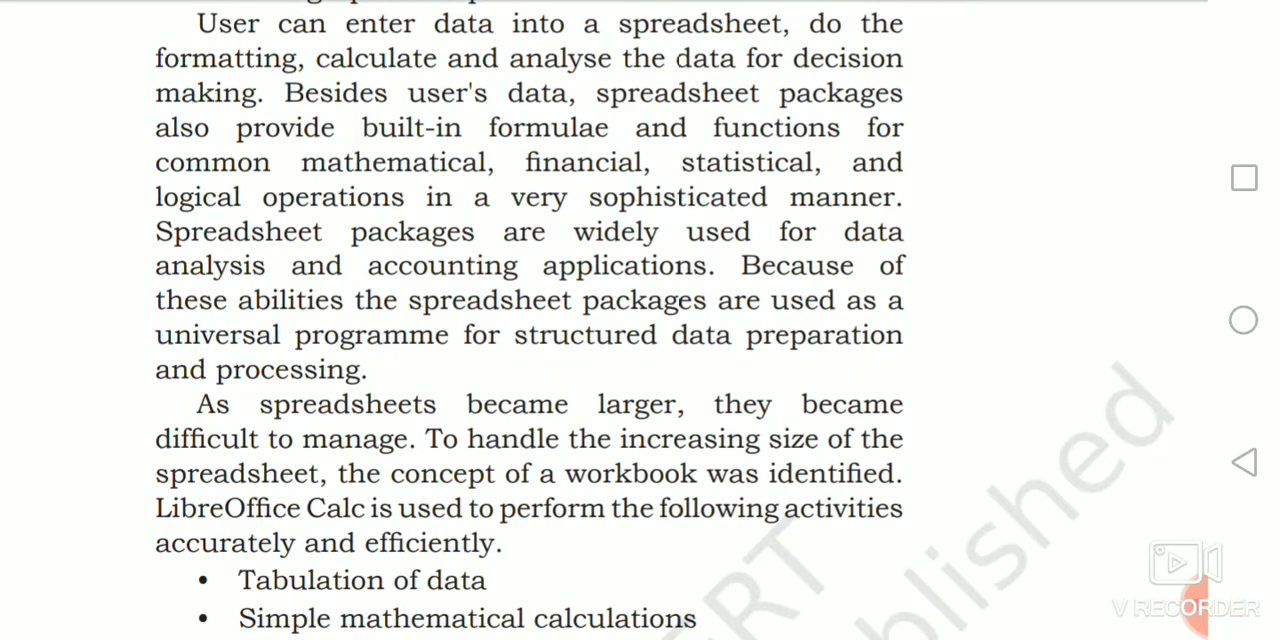 User can enter data into a spreadsheet, do the
formatting, calculate and analyse the data for decision
making. Besides user's data, spreadsheet packages
also provide built-in formulae and functions for
common mathematical, financial, statistical, and
logical operations in a very sophisticated manner.
Spreadsheet packages are widely used for data
analysis and accounting applications. Because of
these abilities the spreadsheet packages are used as a
universal programme for structured data preparation
and processing.
As spreadsheets became larger, they became
difficult to manage. To handle the increasing size of the
spreadsheet, the concept of a workbook was identified.
LibreOffice Calc is used to perform the following activities
accurately and efficiently.
• Tabulation of data
• Simple mathematical calculations
V RECORDER